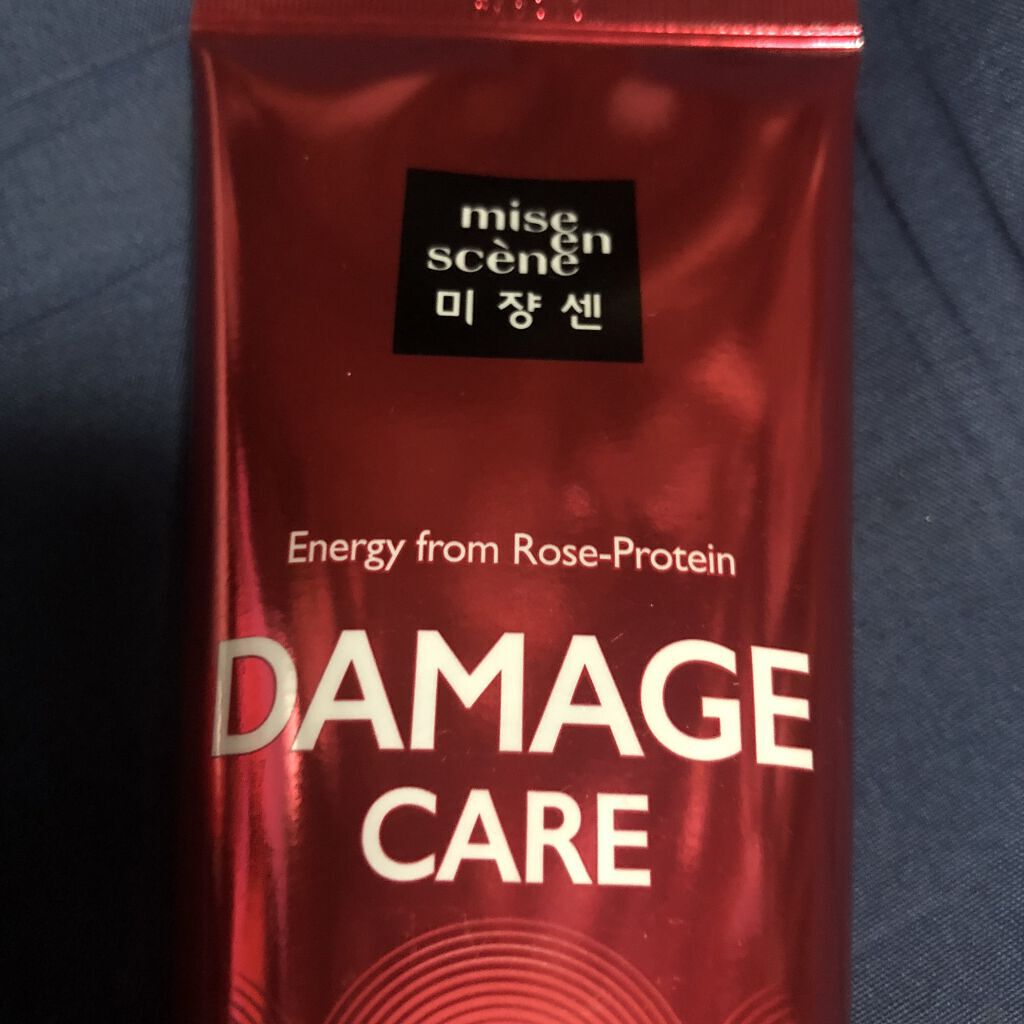 mise
en
scène
미쟝센
Energy from Rose-Protein
DAMAGE
CARE